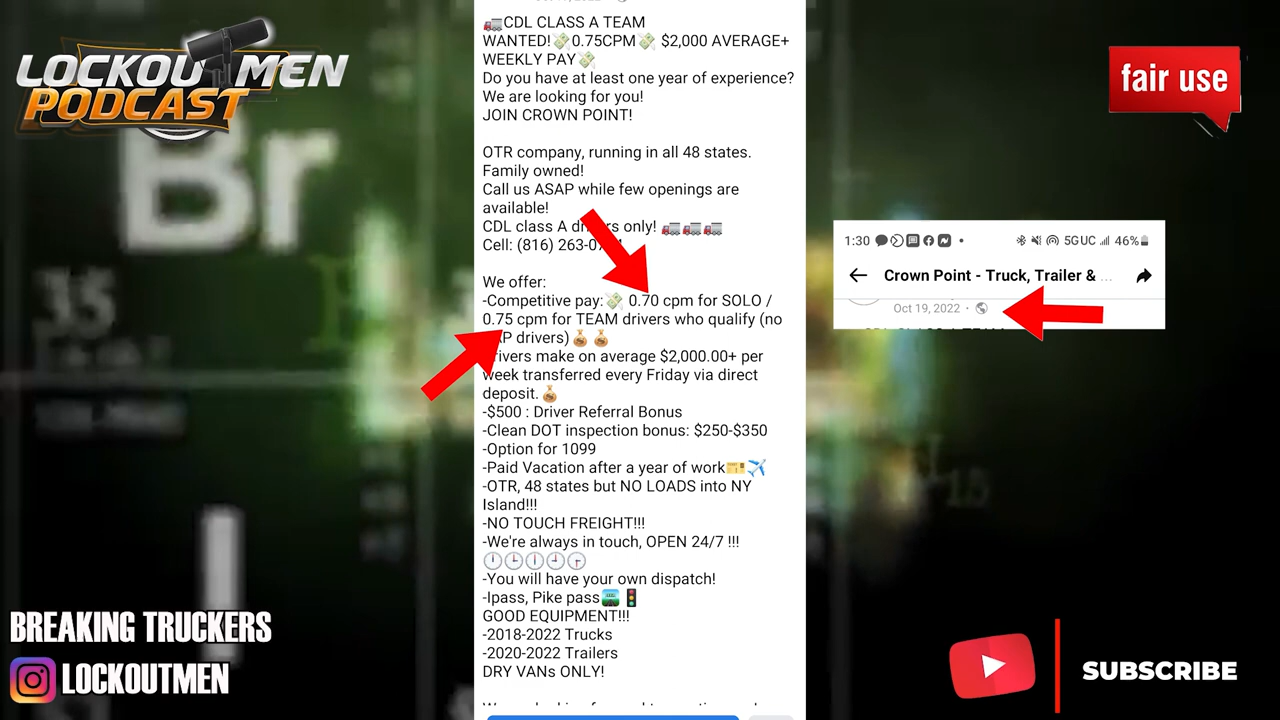 LOCKOUTMEN
PODCAST
Br
35
BREAKING TRUCKERS
LOCKOUTMEN
🚛CDL CLASS A TEAM
WANTED!💸0.75CPM💸 $2,000 AVERAGE+
WEEKLY PAY💸
Do you have at least one year of experience?
We are looking for you!
JOIN CROWN POINT!
OTR company, running in all 48 states.
Family owned!
Call us ASAP while few openings are
available!
CDL class A only! 🚛🚛🚛
Cell: (816)
We offer:
-Competitive pay:💸 0.70 cpm for SOLO /
0.75 cpm for TEAM drivers who qualify (no
drivers)💰 💰
make on average $2,000.00+ per
week transferred every Friday via direct
deposit.💰
-$500 : Driver Referral Bonus
-Clean DOT inspection bonus: $250-$350
-Option for 1099
-Paid Vacation after a year of work🎫✈️
-OTR, 48 states but NO LOADS into NY
Island!!!
-NO TOUCH FREIGHT!!!
-We're always in touch, OPEN 24/7 !!!
-You will have your own dispatch!
-Ipass, Pike pass🛣️🚦
GOOD EQUIPMENT!!!
-2018-2022 Trucks
-2020-2022 Trailers
DRY VANs ONLY!
fair use
1:30 5GUC 46%
Crown Point - Truck, Trailer & ...
Oct 19, 2022 ·
15
SUBSCRIBE